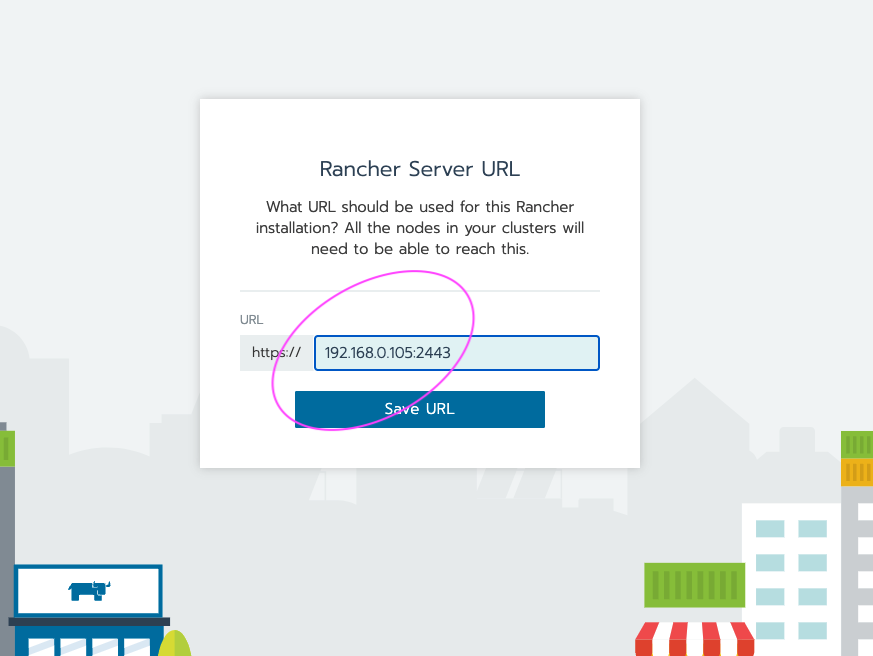 Rancher Server URL
What URL should be used for this Rancher
installation? All the nodes in your clusters will
need to be able to reach this.
URL
https:// 192.168.0.105:2443
Save URL